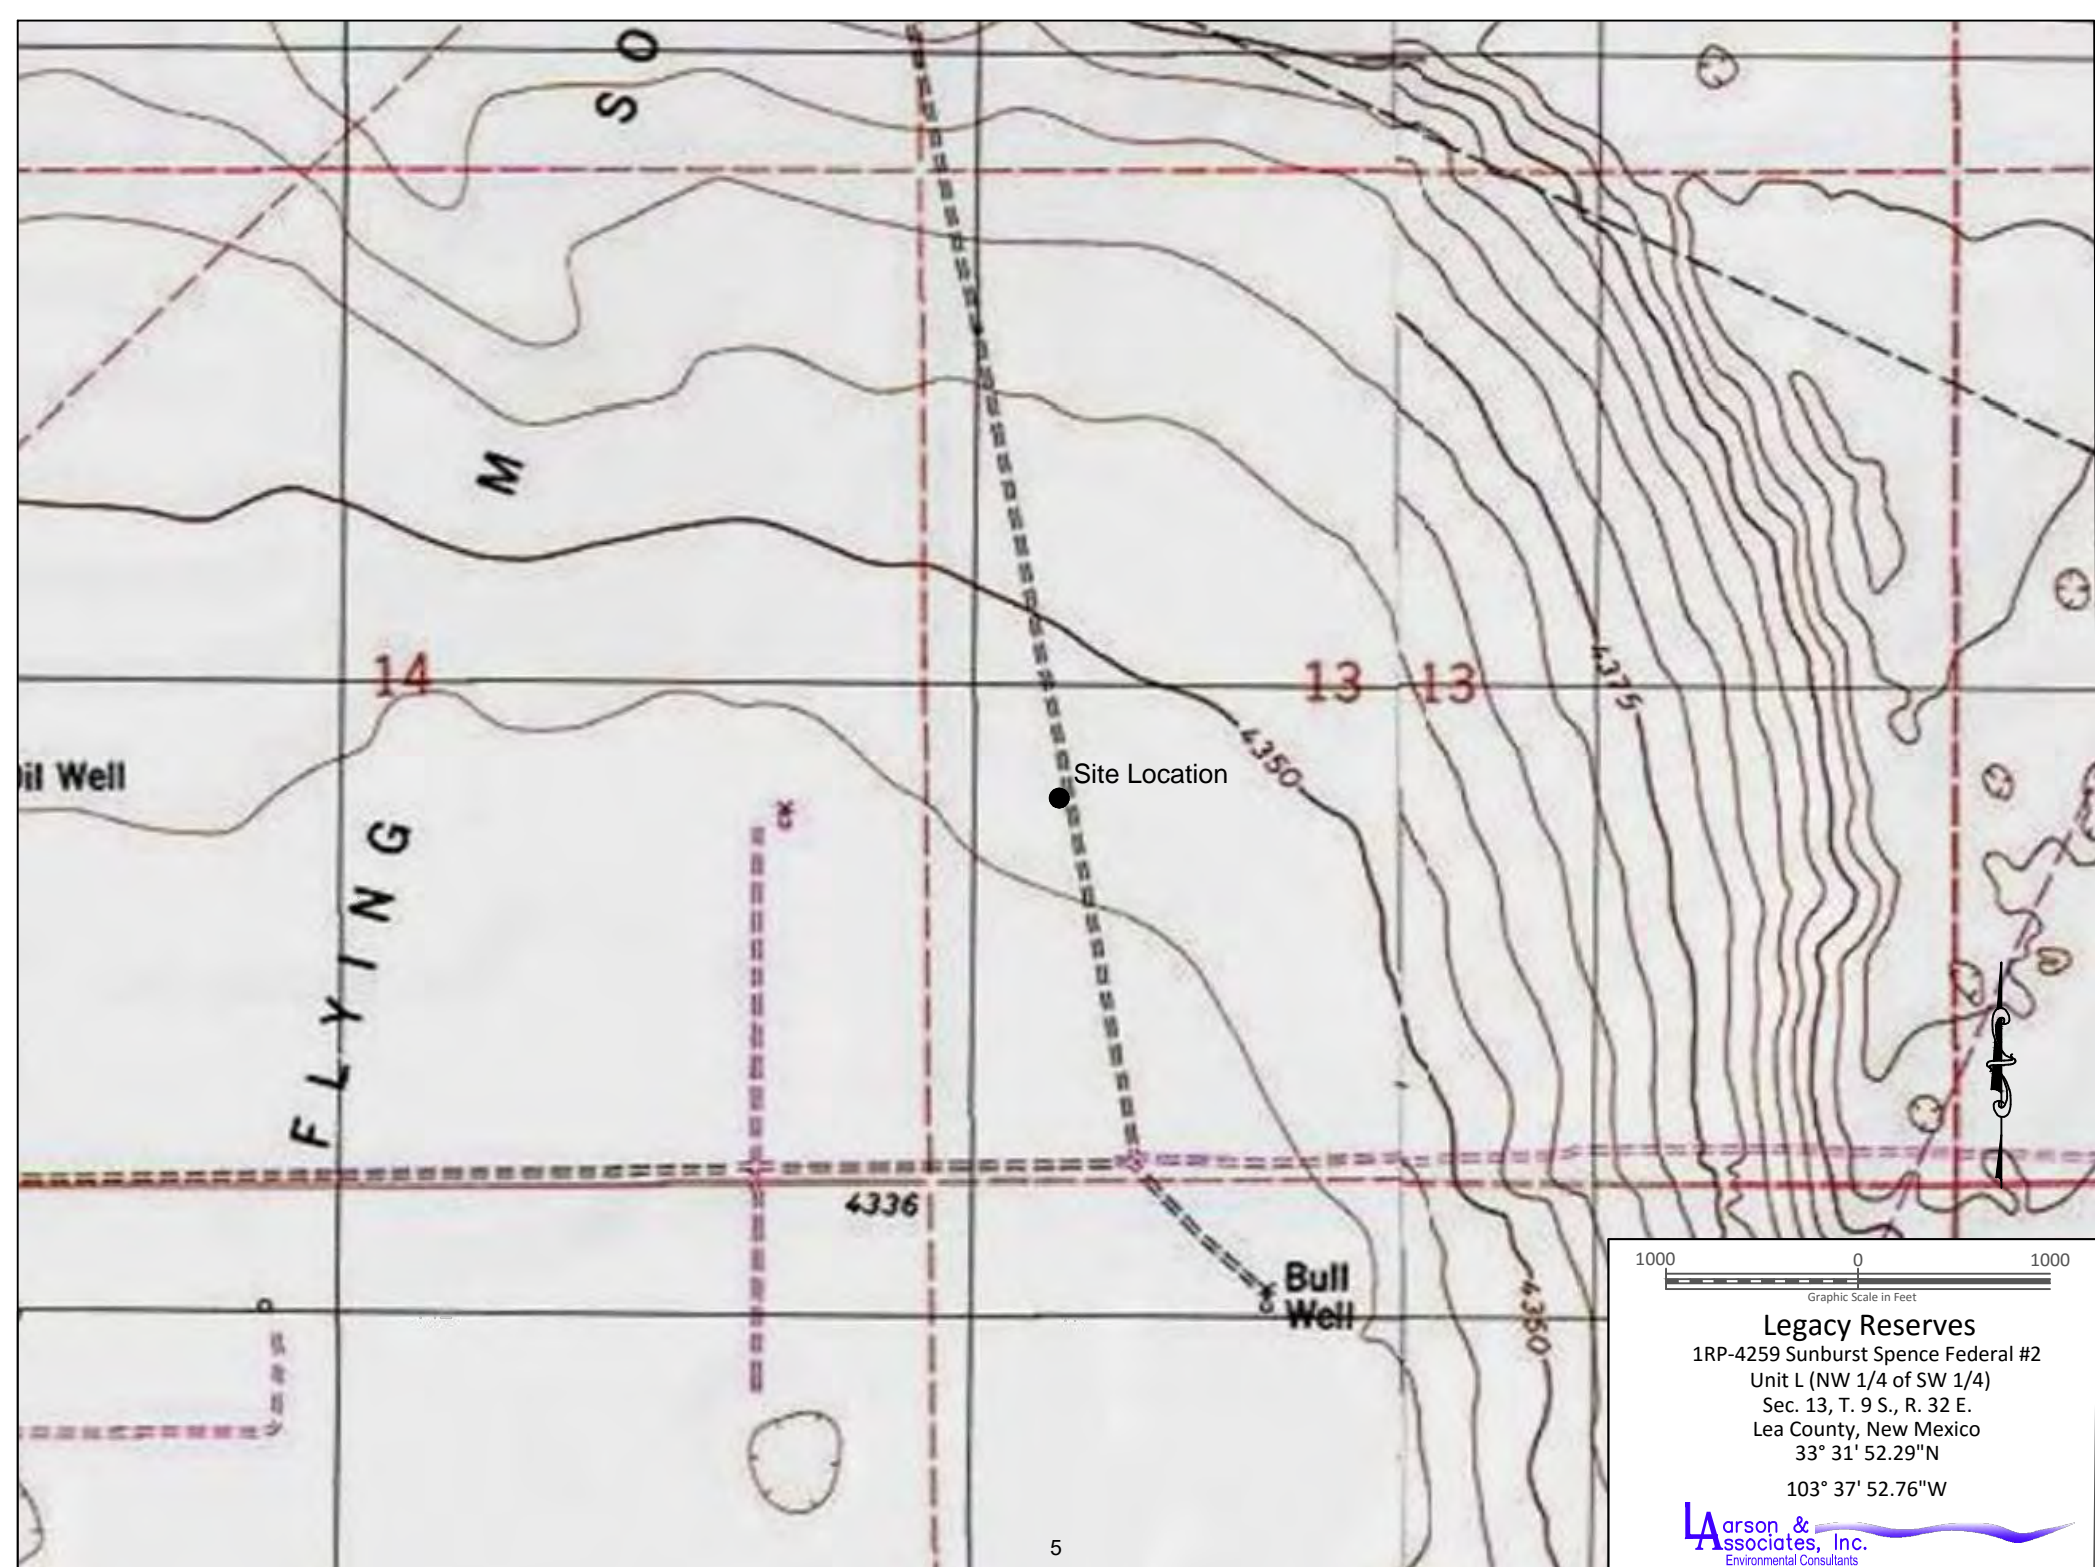 S O
M
14
13
13
4375
4350
Site Location
Oil Well
FLYING
4336
Bull
Well
4350
1000 0 1000
Graphic Scale in Feet
Legacy Reserves
1RP-4259 Sunburst Spence Federal #2
Unit L (NW 1/4 of SW 1/4)
Sec. 13, T. 9 S., R. 32 E.
Lea County, New Mexico
33° 31' 52.29"N
103° 37' 52.76"W
Larson &
Associates, Inc.
Environmental Consultants
5